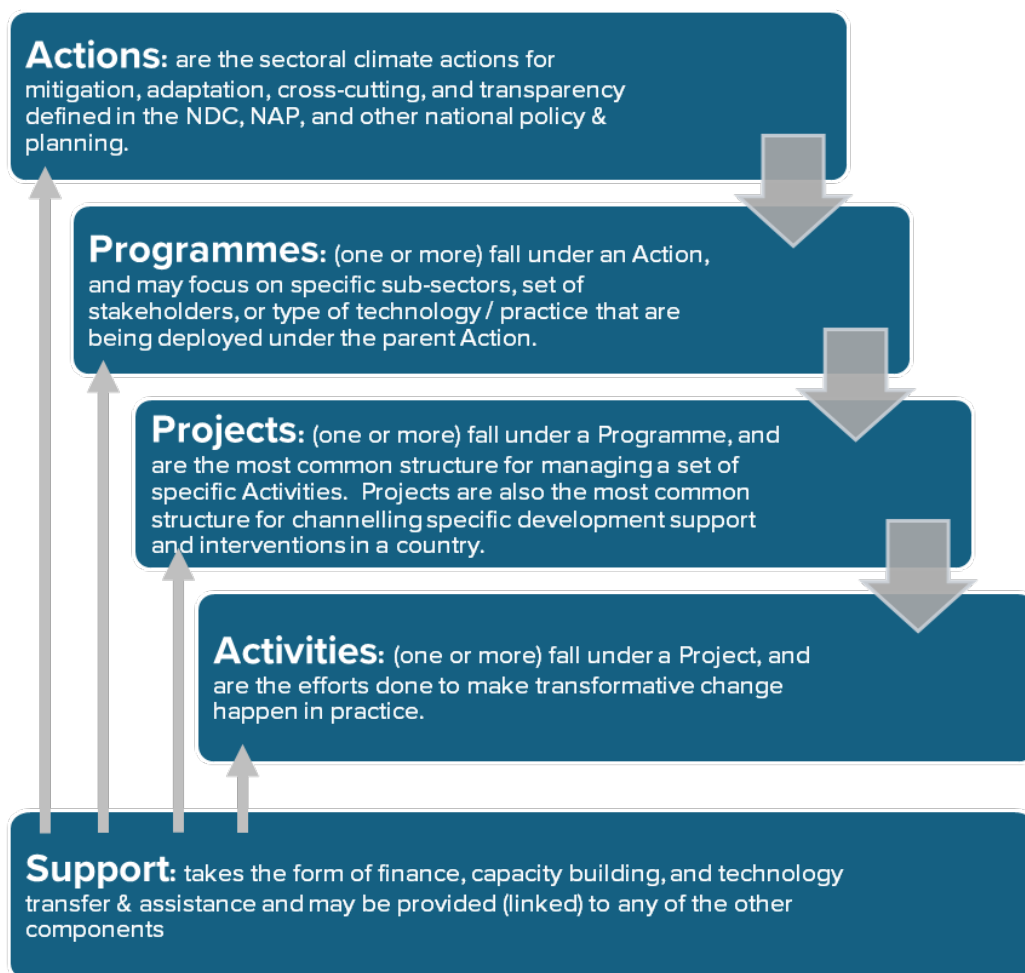 Actions: are the sectoral climate actions for
mitigation, adaptation, cross-cutting, and transparency
defined in the NDC, NAP, and other national policy &
planning.
Programmes: (one or more) fall under an Action,
and may focus on specific sub-sectors, set of
stakeholders, or type of technology / practice that are
being deployed under the parent Action.
Projects: (one or more) fall under a Programme, and
are the most common structure for managing a set of
specific Activities. Projects are also the most common
structure for channelling specific development support
and interventions in a country.
Activities: (one or more) fall under a Project, and
are the efforts done to make transformative change
happen in practice.
Support: takes the form of finance, capacity building, and technology
transfer & assistance and may be provided (linked) to any of the other
components